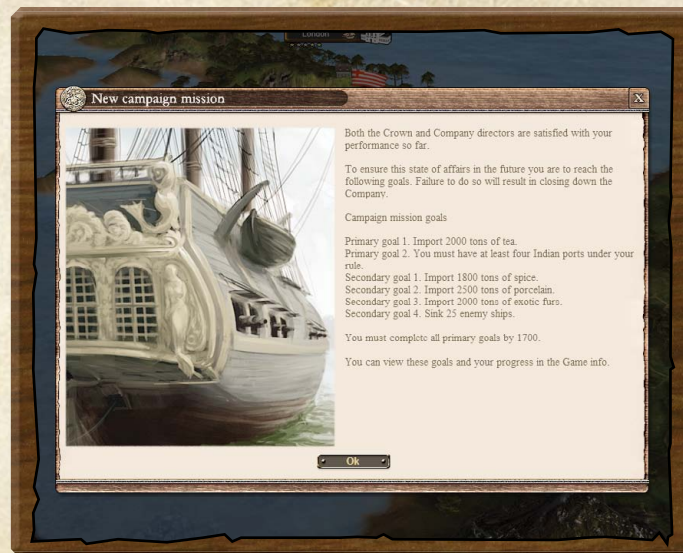 London
New campaign mission
X
Both the Crown and Company directors are satisfied with your
performance so far.
To ensure this state of affairs in the future you are to reach the
following goals. Failure to do so will result in closing down the
Company.
Campaign mission goals
Primary goal 1. Import 2000 tons of tea.
Primary goal 2. You must have at least four Indian ports under your
rule.
Secondary goal 1. Import 1800 tons of spice.
Secondary goal 2. Import 2500 tons of porcelain.
Secondary goal 3. Import 2000 tons of exotic furs.
Secondary goal 4. Sink 25 enemy ships.
You must complete all primary goals by 1700.
You can view these goals and your progress in the Game info.
Ok